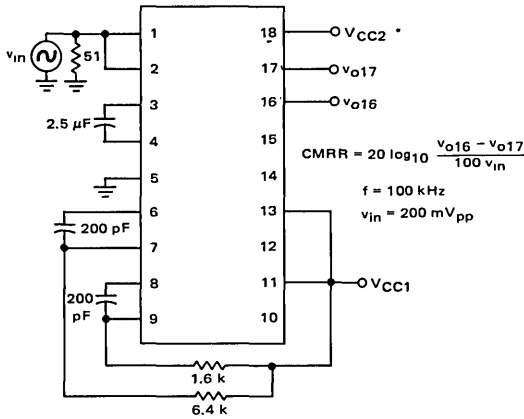 v_in
51
2.5 μF
200 pF
200
pF
1.6 k
6.4 k
1
2
3
4
5
6
7
8
9
18
17
16
15
14
13
12
11
10
V_CC2
v_o17
v_o16
CMRR = 20 log_10 (v_o16 – v_o17) / (100 v_in)
f = 100 kHz
v_in = 200 mV_pp
V_CC1